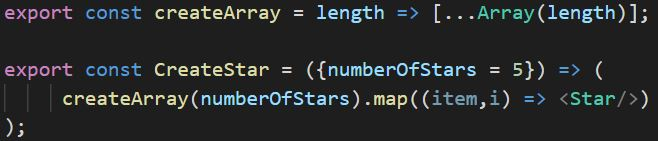 export const createArray = length => [...Array(length)];
export const CreateStar = ({numberOfStars = 5}) => (
createArray(numberOfStars).map((item,i) => <Star/>)
);